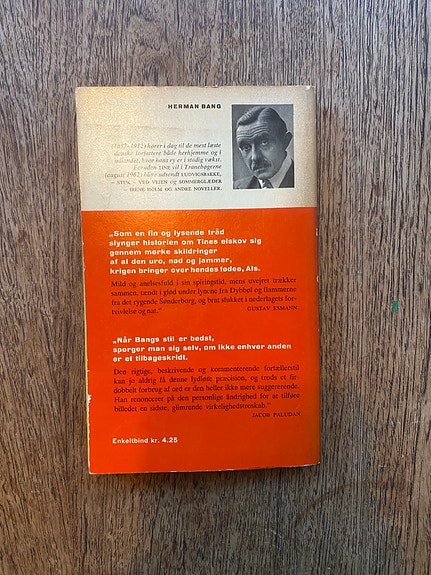 HERMAN BANG
(1857-1912) hører i dag til de mest læste
danske forfattere både herhjemme og i
udlandet, hvor hans ry er i stadig vækst.
Foruden TINE vil i Tranebøgerne
(august 1962) blive udsendt LUDVIGSBAKKE,
– STUK, – VED VEJEN og SOMMERGLÆDER
– IRENE HOLM OG ANDRE NOVELLER.
„Som en fin og lysende tråd
slynger historien om Tines elskov sig
gennem mørke skildringer
af al den uro, nød og jammer,
krigen bringer over hendes fødeø, Als.
Mild og anelsesfuld i sin spiringstid, mens uvejret trækker
sammen, tændt i glød under lynene fra Dybbøl og flammerne
fra det rygende Sønderborg, og brat slukket i nederlagets for-
tvivlelse og nat."
GUSTAV ESMANN
„Når Bangs stil er bedst,
spørger man sig selv, om ikke enhver anden
er et tilbageskridt.
Den rigtige, beskrivende og kommenterende fortællerstil
kan jo aldrig få denne lydløse præcision, og trods et fir-
dobbelt forbrug af ord er den heller ikke mere suggererende.
Han renoncerer på den personlige åndrighed for at tilføre
billedet en sidste, glimrende virkelighedstroskab."
JACOB PALUDAN
Enkeltbind kr. 4.25